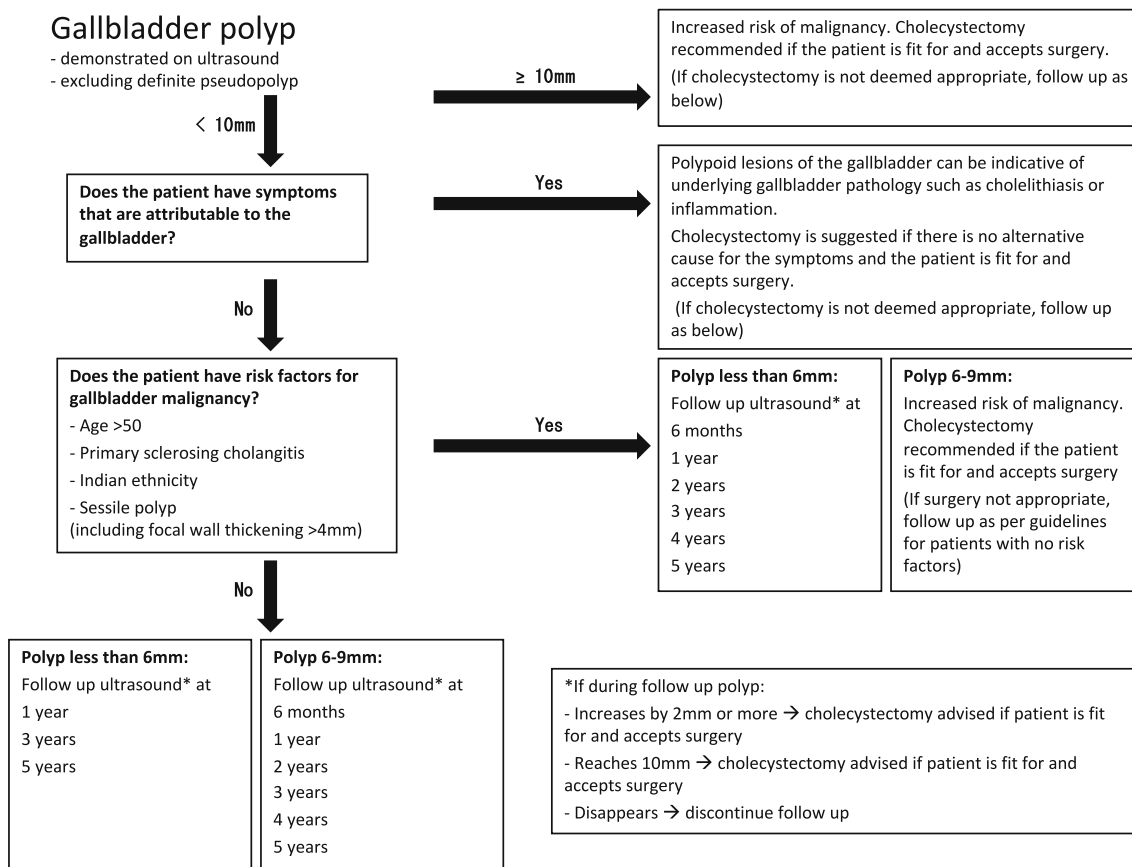 Gallbladder polyp
- demonstrated on ultrasound
- excluding definite pseudopolyp
≥ 10mm
Increased risk of malignancy. Cholecystectomy
recommended if the patient is fit for and accepts surgery.
(If cholecystectomy is not deemed appropriate, follow up as
below)
< 10mm
Does the patient have symptoms
that are attributable to the
gallbladder?
Yes
Polypoid lesions of the gallbladder can be indicative of
underlying gallbladder pathology such as cholelithiasis or
inflammation.
Cholecystectomy is suggested if there is no alternative
cause for the symptoms and the patient is fit for and
accepts surgery.
(If cholecystectomy is not deemed appropriate, follow up
as below)
No
Does the patient have risk factors for
gallbladder malignancy?
- Age >50
- Primary sclerosing cholangitis
- Indian ethnicity
- Sessile polyp
(including focal wall thickening >4mm)
Yes
Polyp less than 6mm:
Follow up ultrasound* at
6 months
1 year
2 years
3 years
4 years
5 years
Polyp 6-9mm:
Increased risk of malignancy.
Cholecystectomy
recommended if the patient
is fit for and accepts surgery
(If surgery not appropriate,
follow up as per guidelines
for patients with no risk
factors)
No
Polyp less than 6mm:
Follow up ultrasound* at
1 year
3 years
5 years
Polyp 6-9mm:
Follow up ultrasound* at
6 months
1 year
2 years
3 years
4 years
5 years
*If during follow up polyp:
- Increases by 2mm or more → cholecystectomy advised if patient is fit
for and accepts surgery
- Reaches 10mm → cholecystectomy advised if patient is fit for and
accepts surgery
- Disappears → discontinue follow up